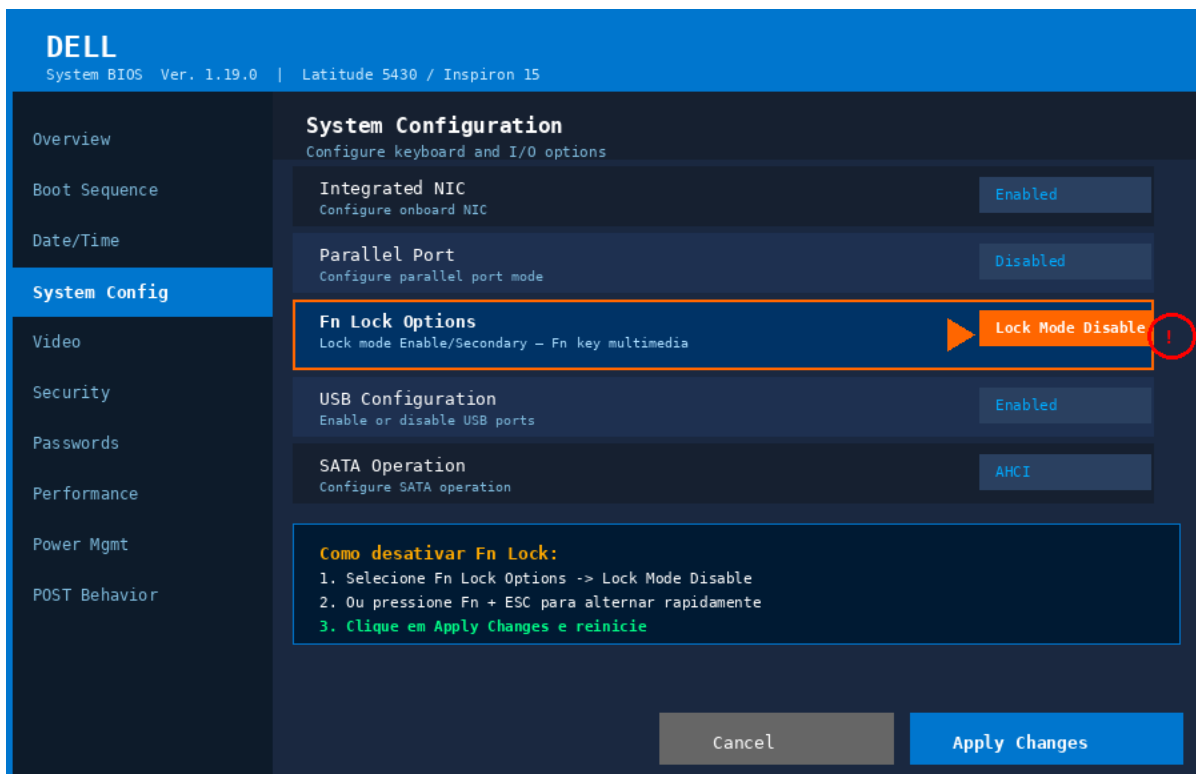 DELL
System BIOS  Ver. 1.19.0  |  Latitude 5430 / Inspiron 15
Overview
Boot Sequence
Date/Time
System Config
Video
Security
Passwords
Performance
Power Mgmt
POST Behavior
System Configuration
Configure keyboard and I/O options
Integrated NIC
Configure onboard NIC
Enabled
Parallel Port
Configure parallel port mode
Disabled
Fn Lock Options
Lock mode Enable/Secondary — Fn key multimedia
Lock Mode Disable
!
USB Configuration
Enable or disable USB ports
Enabled
SATA Operation
Configure SATA operation
AHCI
Como desativar Fn Lock:
1. Selecione Fn Lock Options -> Lock Mode Disable
2. Ou pressione Fn + ESC para alternar rapidamente
3. Clique em Apply Changes e reinicie
Cancel
Apply Changes